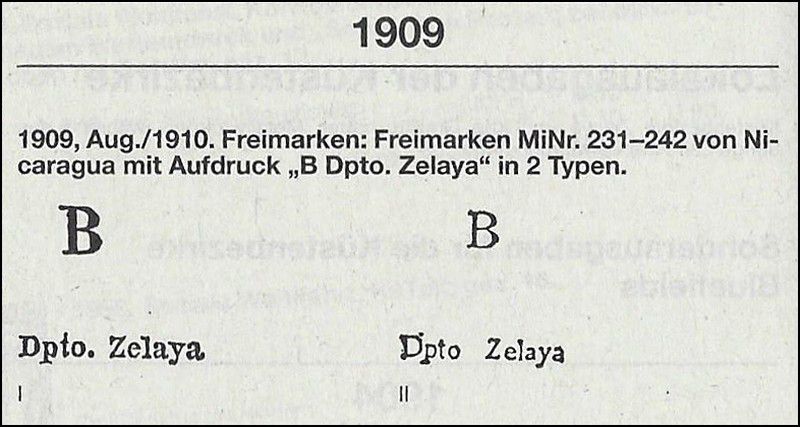 1909
1909, Aug./1910. Freimarken: Freimarken MiNr. 231–242 von Ni-
caragua mit Aufdruck „B Dpto. Zelaya“ in 2 Typen.
B B
Dpto. Zelaya Dpto Zelaya
I II